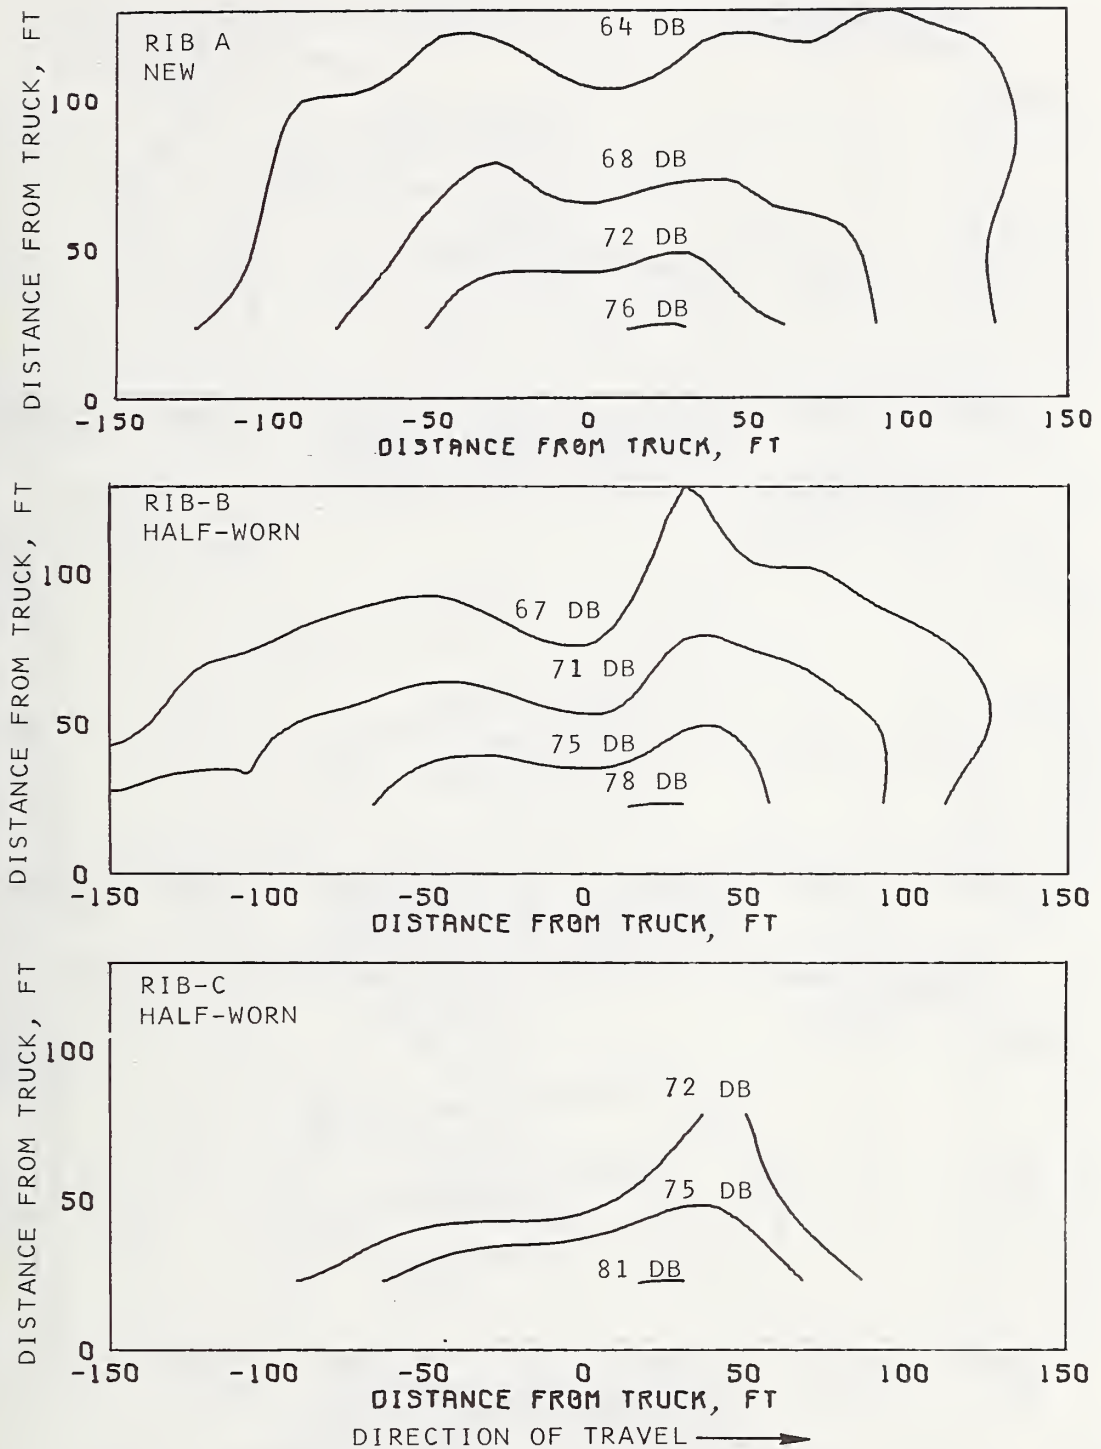 DISTANCE FROM TRUCK, FT
RIB A
NEW
64 DB
68 DB
72 DB
76 DB
100
50
0
-150 -100 -50 0 50 100 150
DISTANCE FROM TRUCK, FT
DISTANCE FROM TRUCK, FT
RIB-B
HALF-WORN
67 DB
71 DB
75 DB
78 DB
100
50
0
-150 -100 -50 0 50 100 150
DISTANCE FROM TRUCK, FT
DISTANCE FROM TRUCK, FT
RIB-C
HALF-WORN
72 DB
75 DB
81 DB
100
50
0
-150 -100 -50 0 50 100 150
DISTANCE FROM TRUCK, FT
DIRECTION OF TRAVEL